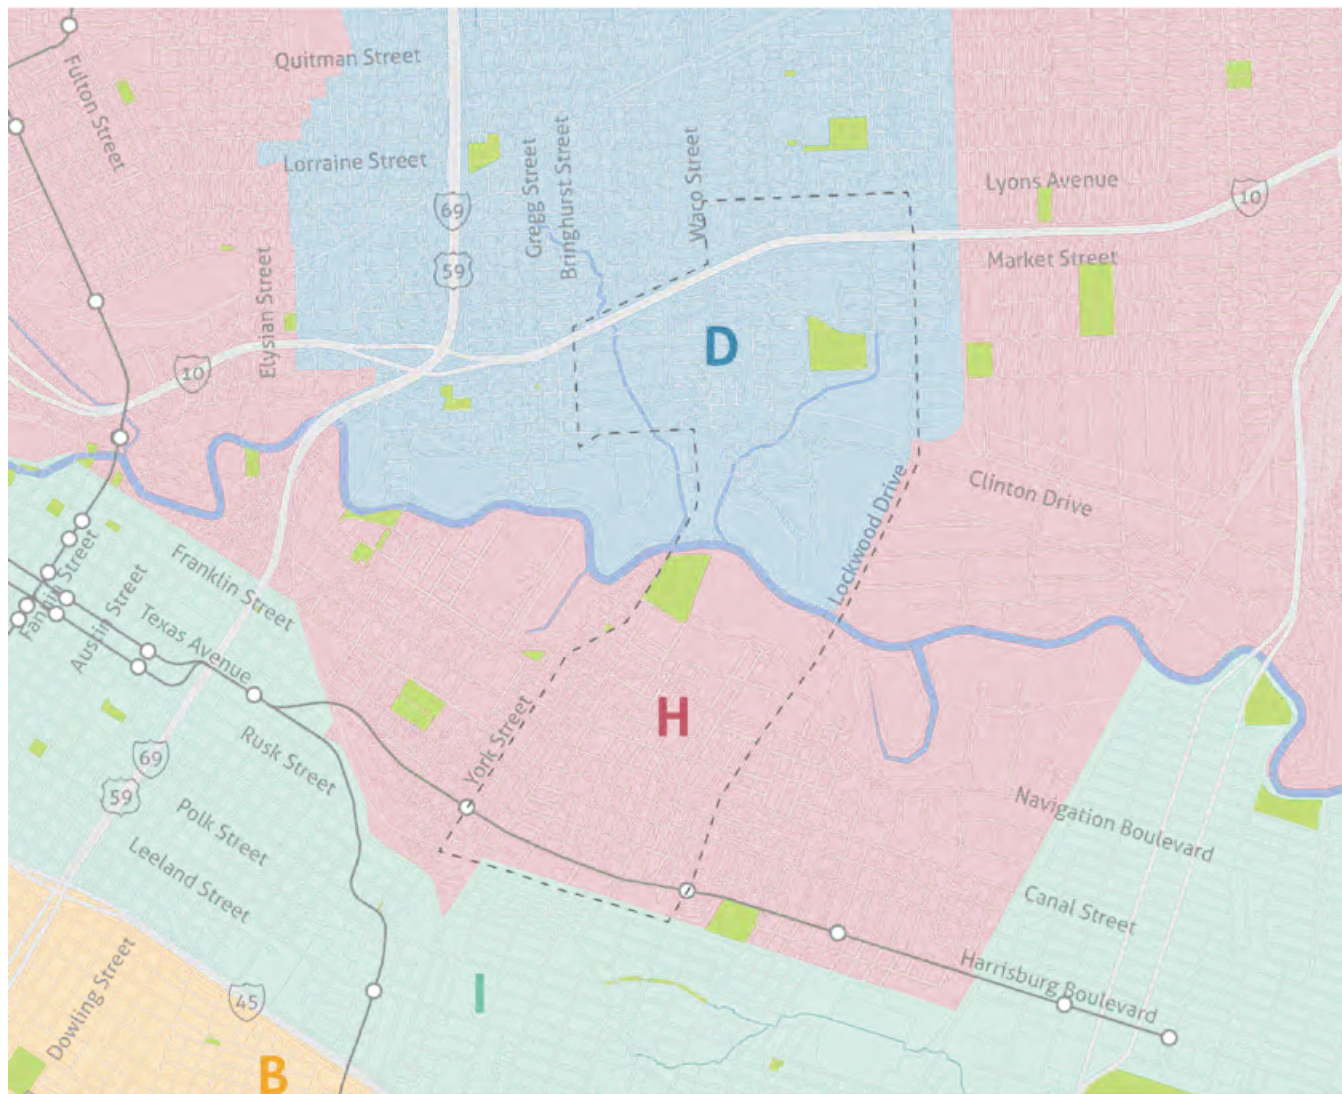 Quitman Street
Fulton Street
Lorraine Street
Gregg Street
Bringhurst Street
Waco Street
Lyons Avenue
10
69
59
Market Street
Elysian Street
D
10
Clinton Drive
Lockwood Drive
Franklin Street
Fannin Street
Austin Street
Texas Avenue
H
York Street
Rusk Street
69
59
Navigation Boulevard
Polk Street
Leeland Street
Canal Street
Harrisburg Boulevard
I
45
Dowling Street
B